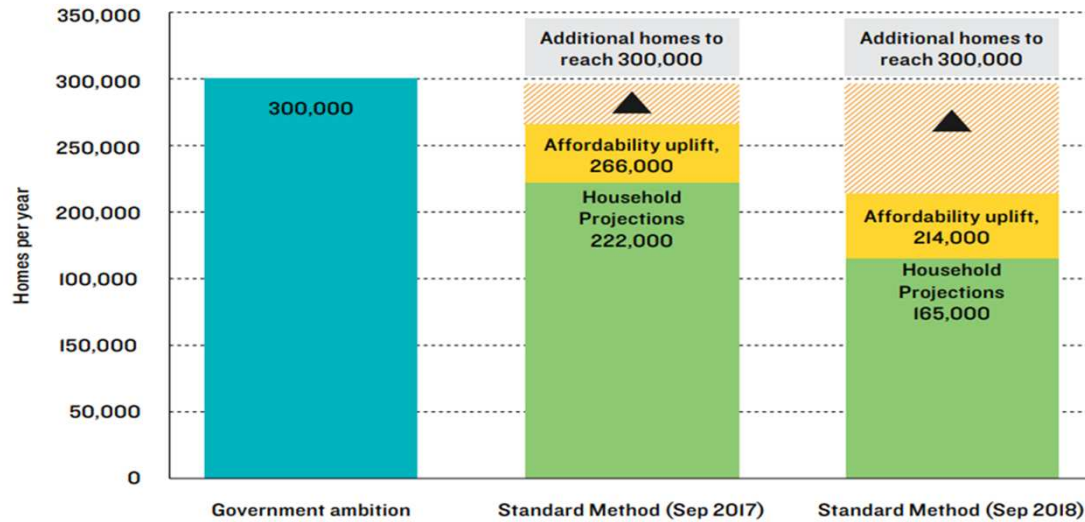 350,000
300,000
250,000
200,000
100,000
150,000
50,000
0
Homes per year
300,000
Additional homes to
reach 300,000
Affordability uplift,
266,000
Household
Projections
222,000
Additional homes to
reach 300,000
Affordability uplift,
214,000
Household
Projections
165,000
Government ambition
Standard Method (Sep 2017)
Standard Method (Sep 2018)